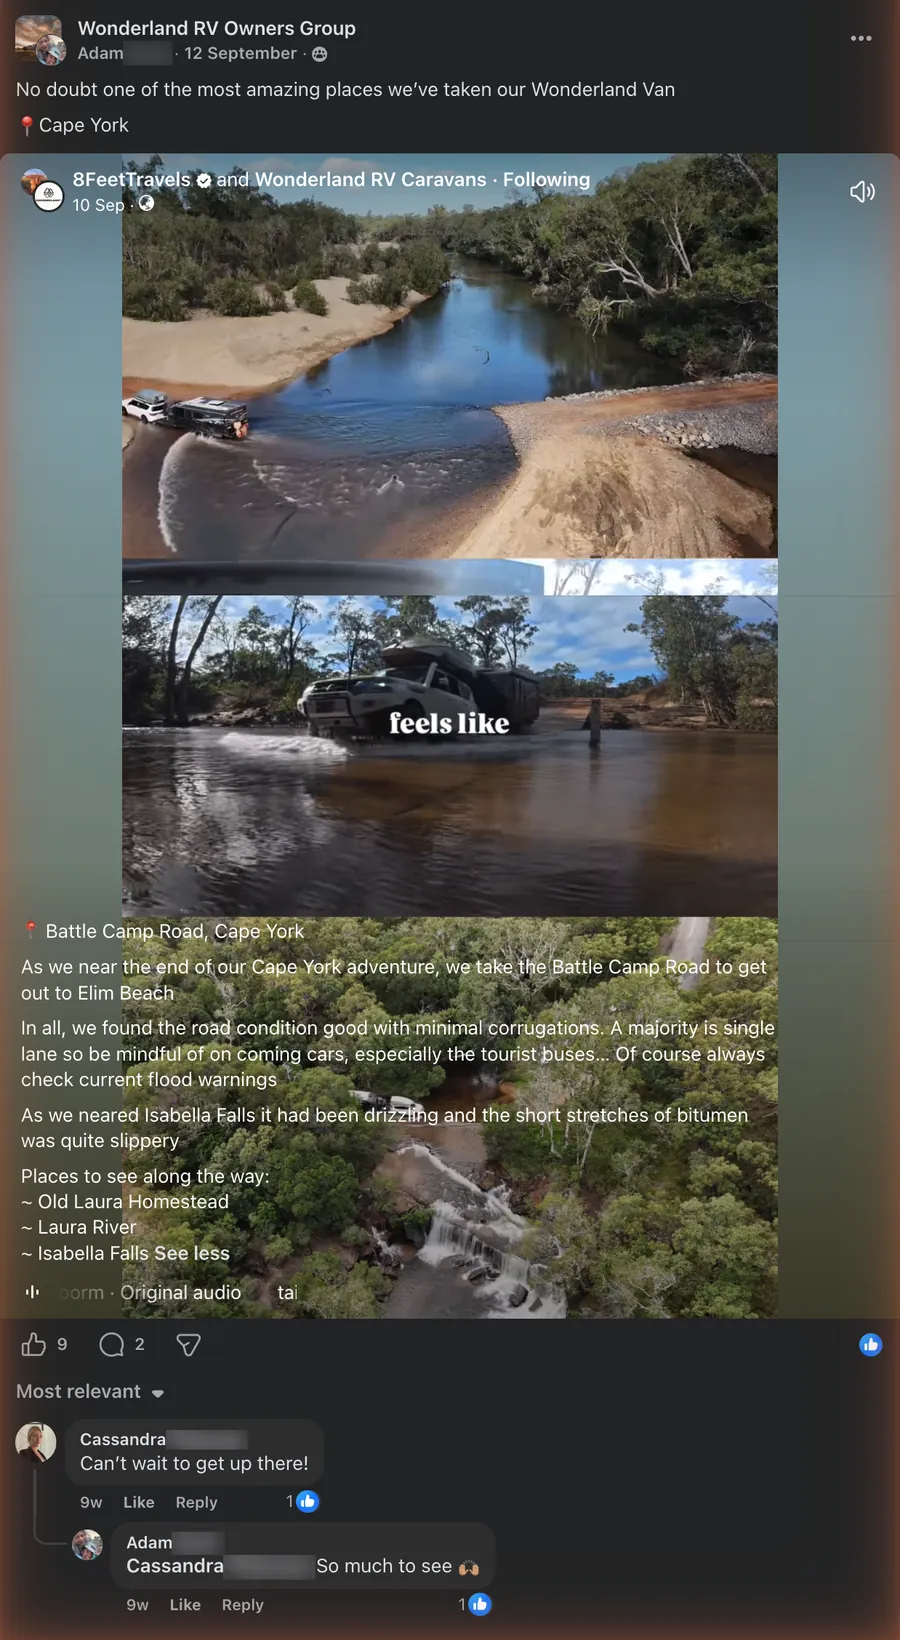 Wonderland RV Owners Group
Adam · 12 September ·
No doubt one of the most amazing places we've taken our Wonderland Van
📍Cape York
8FeetTravels and Wonderland RV Caravans · Following
10 Sep ·
feels like
📍 Battle Camp Road, Cape York
As we near the end of our Cape York adventure, we take the Battle Camp Road to get
out to Elim Beach
In all, we found the road condition good with minimal corrugations. A majority is single
lane so be mindful of on coming cars, especially the tourist buses... Of course always
check current flood warnings
As we neared Isabella Falls it had been drizzling and the short stretches of bitumen
was quite slippery
Places to see along the way:
~ Old Laura Homestead
~ Laura River
~ Isabella Falls See less
oorm · Original audio tai
9 2
Most relevant
Cassandra
Can't wait to get up there!
9w Like Reply 1
Adam
Cassandra So much to see 🙌🏽
9w Like Reply 1